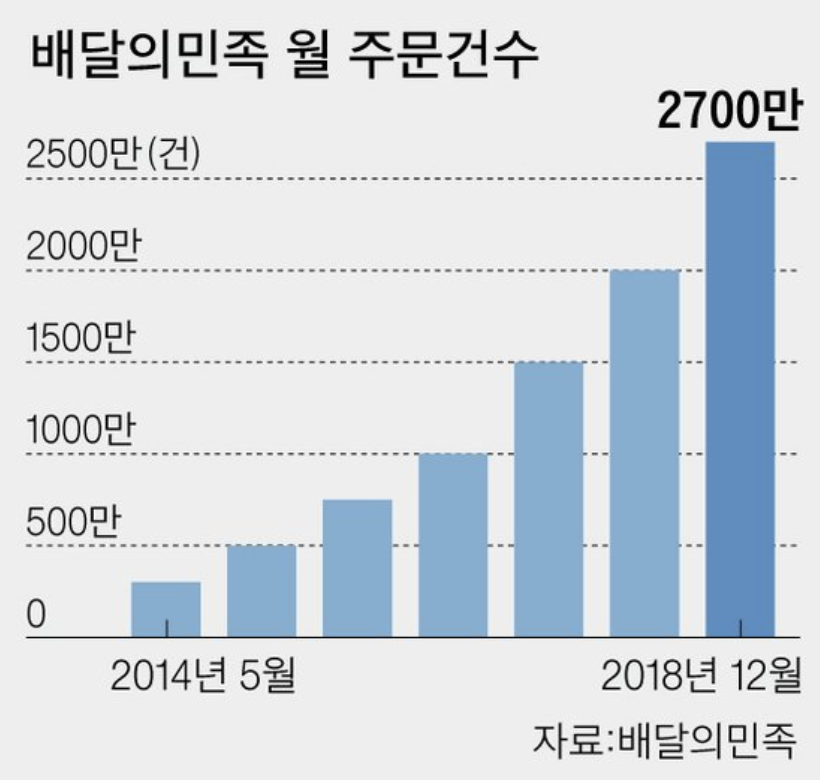 배달의민족 월 주문건수
2700만
2500만(건)
2000만
1500만
1000만
500만
0
2014년 5월
2018년 12월
자료:배달의민족